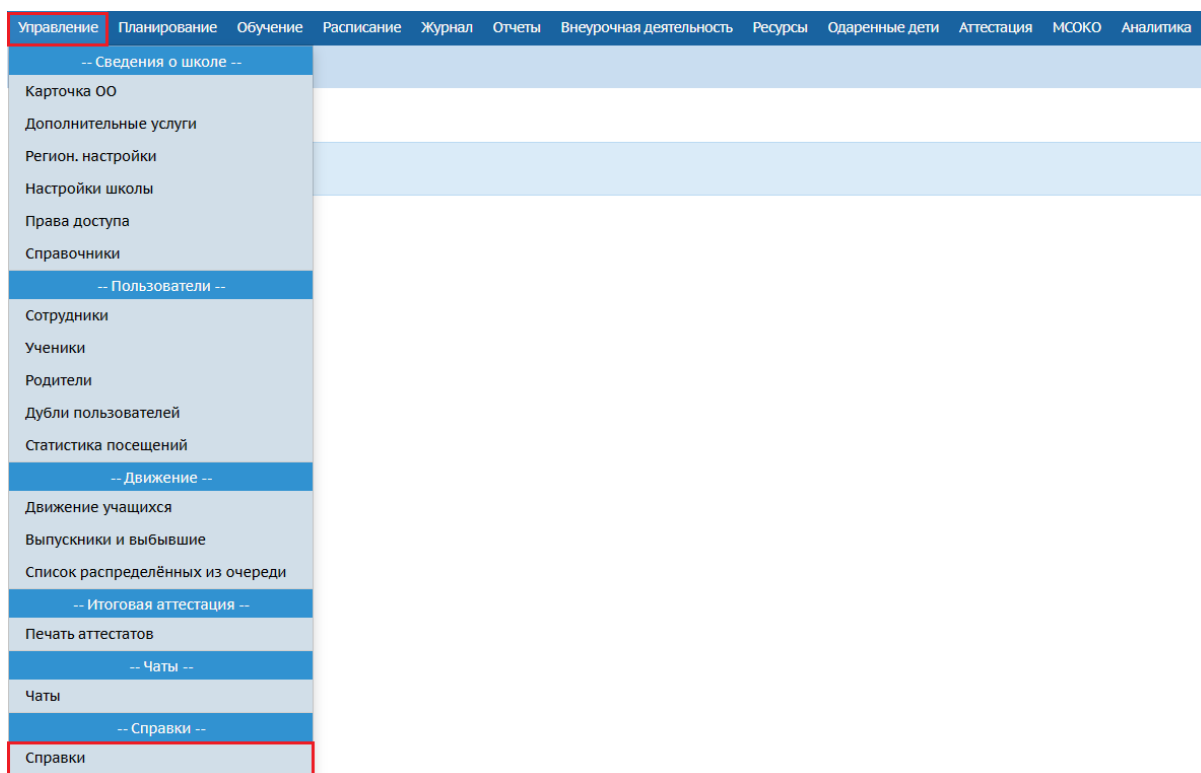 Управление Планирование Обучение Расписание Журнал Отчеты Внеурочная деятельность Ресурсы Одаренные дети Аттестация МСОКО Аналитика
-- Сведения о школе --
Карточка ОО
Дополнительные услуги
Регион. настройки
Настройки школы
Права доступа
Справочники
-- Пользователи --
Сотрудники
Ученики
Родители
Дубли пользователей
Статистика посещений
-- Движение --
Движение учащихся
Выпускники и выбывшие
Список распределённых из очереди
-- Итоговая аттестация --
Печать аттестатов
-- Чаты --
Чаты
-- Справки --
Справки